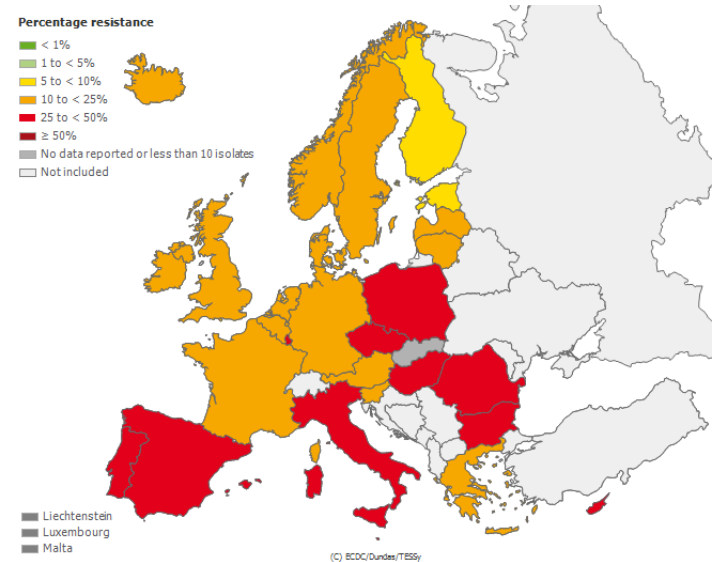 Percentage resistance
< 1%
1 to < 5%
5 to < 10%
10 to < 25%
25 to < 50%
≥ 50%
No data reported or less than 10 isolates
Not included
Liechtenstein
Luxembourg
Malta
(C) ECDC/Dundas/TESSy